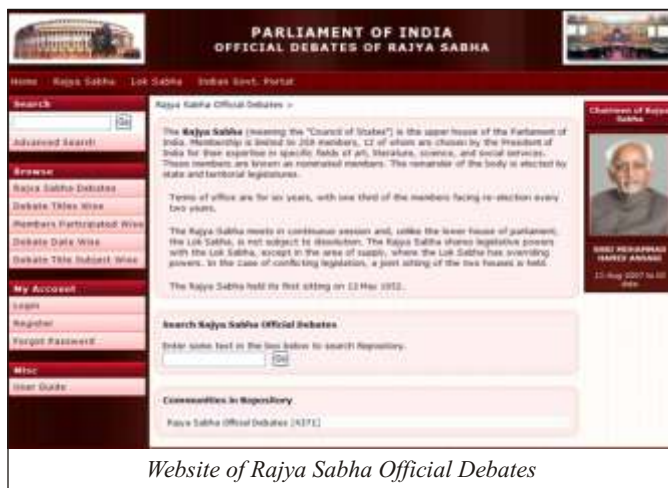 PARLIAMENT OF INDIA
OFFICIAL DEBATES OF RAJYA SABHA
Home Rajya Sabha Lok Sabha Indian Govt. Portal
Search
Go
Advanced Search
Browse
Rajya Sabha Debates
Debate Titles Wise
Members Participated Wise
Debate Date Wise
Debate Title Subject Wise
My Account
Login
Register
Forgot Password
Misc
User Guide
Rajya Sabha Official Debates >
The Rajya Sabha (meaning the "Council of States") is the upper house of the Parliament of
India. Membership is limited to 250 members, 12 of whom are chosen by the President of
India for their expertise in specific fields of art, literature, science, and social services.
These members are known as nominated members. The remainder of the body is elected by
state and territorial legislatures.
Terms of office are for six years, with one third of the members facing re-election every
two years.
The Rajya Sabha meets in continuous session and, unlike the lower house of parliament,
the Lok Sabha, is not subject to dissolution. The Rajya Sabha shares legislative powers
with the Lok Sabha, except in the area of supply, where the Lok Sabha has overriding
powers. In the case of conflicting legislation, a joint sitting of the two houses is held.
The Rajya Sabha held its first sitting on 13 May 1952.
Search Rajya Sabha Official Debates
Enter some text in the box below to search Repository.
Go
Communities in Repository
Rajya Sabha Official Debates [4371]
Chairman of Rajya
Sabha
SHRI MOHAMMAD
HAMID ANSARI
11 Aug 2007 to till
date
Website of Rajya Sabha Official Debates